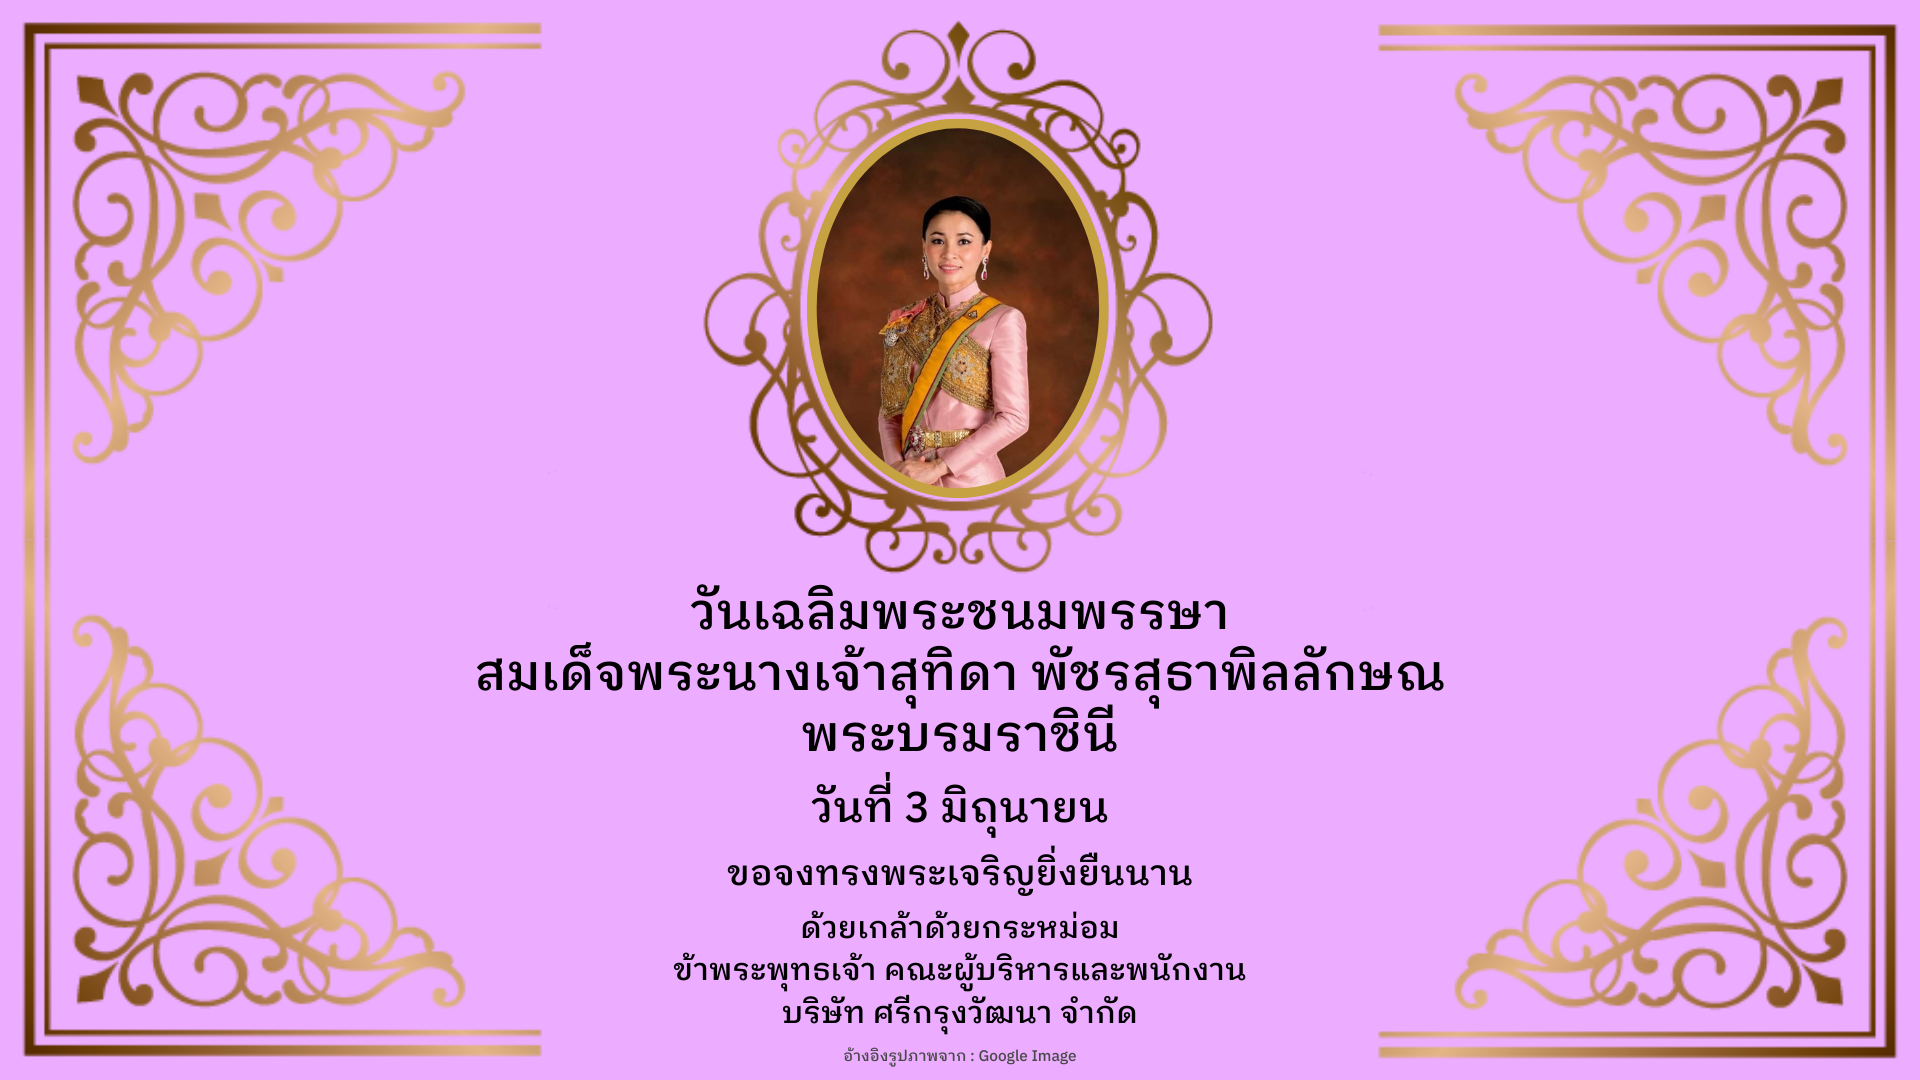 วันเฉลิมพระชนมพรรษา
สมเด็จพระนางเจ้าสุทิดา พัชรสุธาพิลลักษณ
พระบรมราชินี
วันที่ 3 มิถุนายน
ขอจงทรงพระเจริญยิ่งยืนนาน
ด้วยเกล้าด้วยกระหม่อม
ข้าพระพุทธเจ้า คณะผู้บริหารและพนักงาน
บริษัท ศรีกรุงวัฒนา จำกัด
อ้างอิงรูปภาพจาก : Google Image